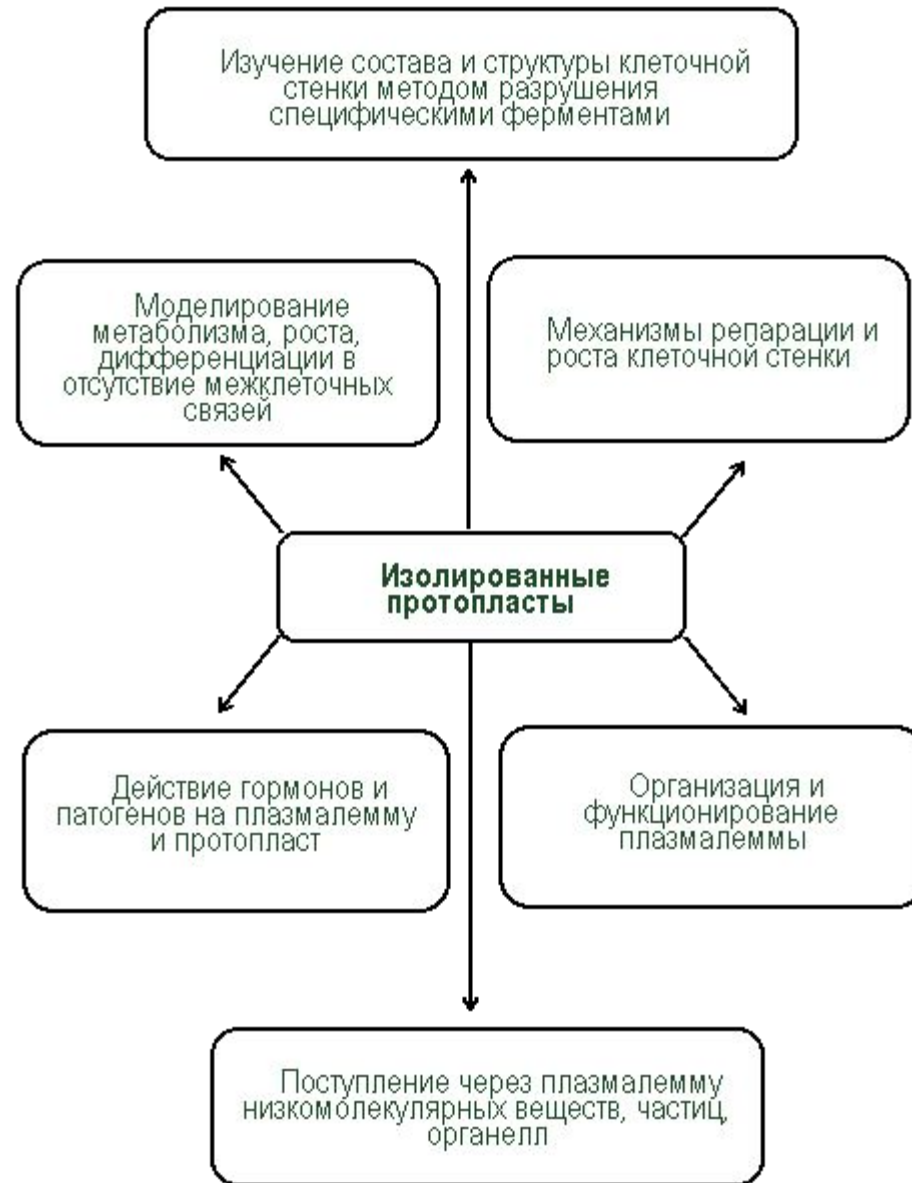 Изучение состава и структуры клеточной
стенки методом разрушения
специфическими ферментами
Моделирование
метаболизма, роста,
дифференциации в
отсутствие межклеточных
связей
Механизмы репарации и
роста клеточной стенки
Изолированные
протопласты
Действие гормонов и
патогенов на плазмалемму
и протопласт
Организация и
функционирование
плазмалеммы
Поступление через плазмалемму
низкомолекулярных веществ, частиц,
органелл